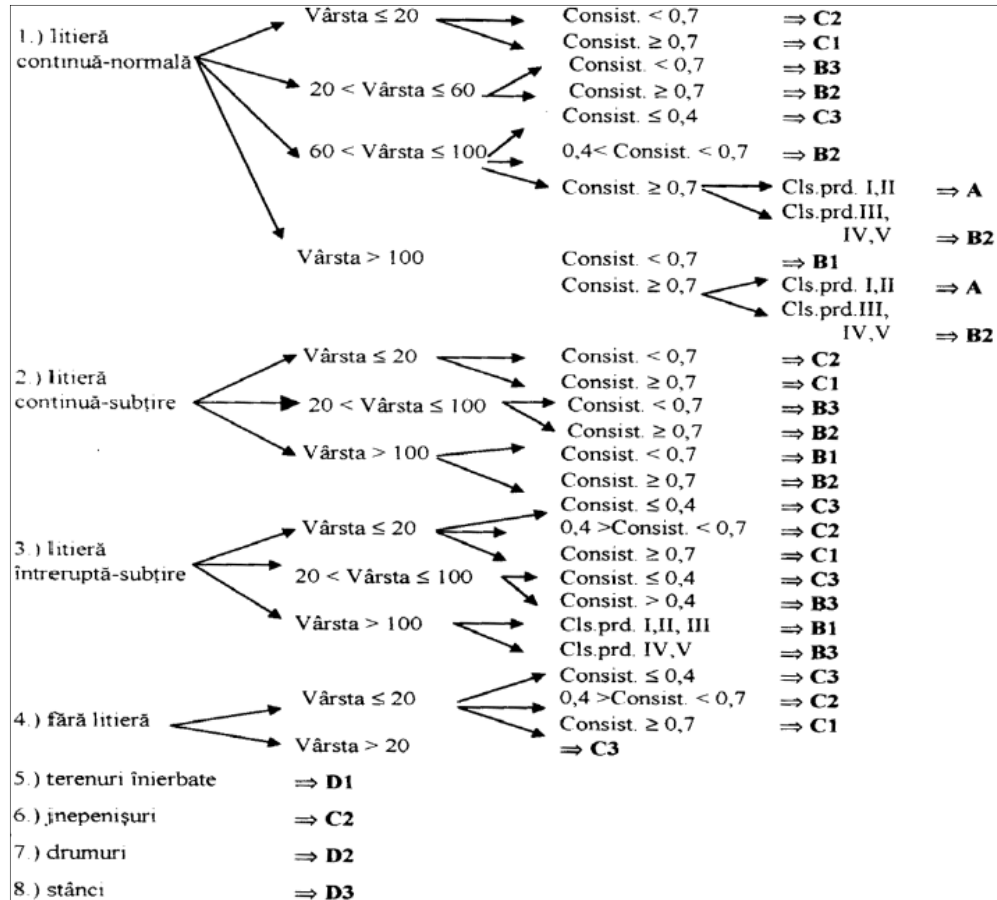 Vârsta ≤ 20 Consist. < 0,7 ⇒ C2
1.) litieră Consist. ≥ 0,7 ⇒ C1
continuă-normală Consist. < 0,7 ⇒ B3
20 < Vârsta ≤ 60 Consist. ≥ 0,7 ⇒ B2
Consist. ≤ 0,4 ⇒ C3
60 < Vârsta ≤ 100 0,4< Consist. < 0,7 ⇒ B2
Consist. ≥ 0,7 Cls.prd. I,II ⇒ A
Cls.prd.III,
IV,V ⇒ B2
Vârsta > 100 Consist. < 0,7 ⇒ B1
Consist. ≥ 0,7 Cls.prd. I,II ⇒ A
Cls.prd.III,
IV,V ⇒ B2
Vârsta ≤ 20 Consist. < 0,7 ⇒ C2
2.) litieră Consist. ≥ 0,7 ⇒ C1
continuă-subţire 20 < Vârsta ≤ 100 Consist. < 0,7 ⇒ B3
Consist. ≥ 0,7 ⇒ B2
Vârsta > 100 Consist. < 0,7 ⇒ B1
Consist. ≥ 0,7 ⇒ B2
Consist. ≤ 0,4 ⇒ C3
Vârsta ≤ 20 0,4 >Consist. < 0,7 ⇒ C2
3.) litieră Consist. ≥ 0,7 ⇒ C1
întreruptă-subţire 20 < Vârsta ≤ 100 Consist. ≤ 0,4 ⇒ C3
Consist. > 0,4 ⇒ B3
Vârsta > 100 Cls.prd. I,II, III ⇒ B1
Cls.prd. IV,V ⇒ B3
Consist. ≤ 0,4 ⇒ C3
Vârsta ≤ 20 0,4 >Consist. < 0,7 ⇒ C2
4.) fără litieră Consist. ≥ 0,7 ⇒ C1
Vârsta > 20 ⇒ C3
5.) terenuri înierbate ⇒ D1
6.) jnepenişuri ⇒ C2
7.) drumuri ⇒ D2
8.) stânci ⇒ D3